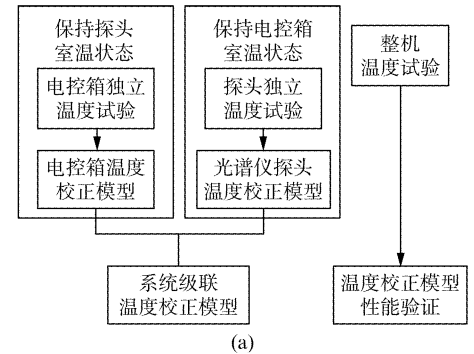 保持探头
室温状态
电控箱独立
温度试验
电控箱温度
校正模型
保持电控箱
室温状态
探头独立
温度试验
光谱仪探头
温度校正模型
系统级联
温度校正模型
整机
温度试验
温度校正模型
性能验证
(a)